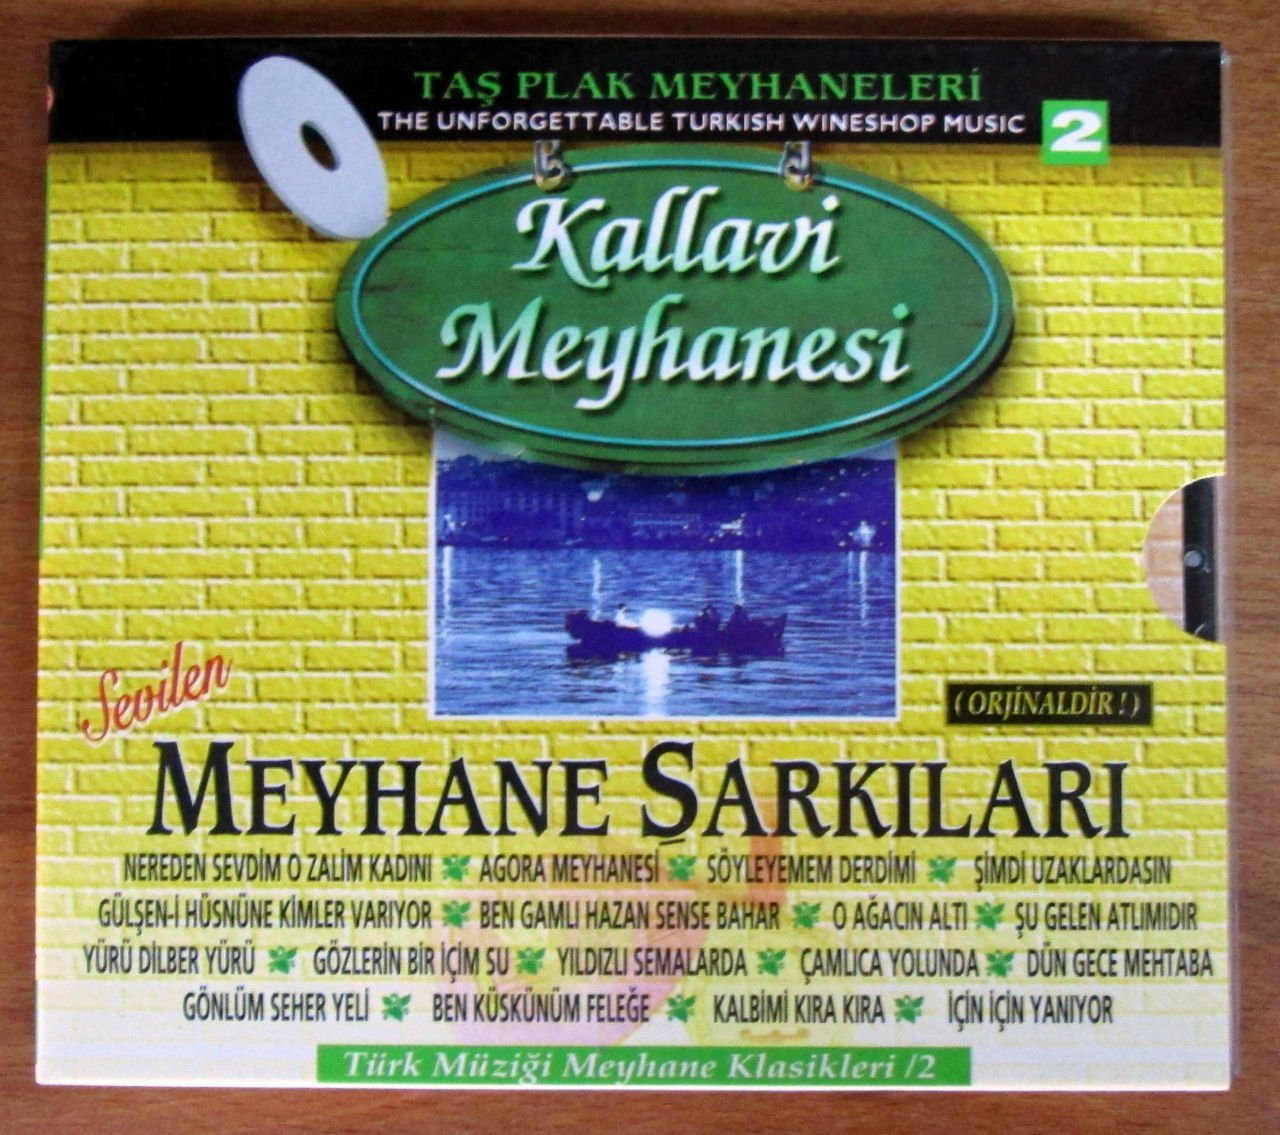 TAŞ PLAK MEYHANELERİ
THE UNFORGETTABLE TURKISH WINESHOP MUSIC 2
Kallavi
Meyhanesi
Sevilen
(ORJİNALDİR!)
MEYHANE ŞARKILARI
NEREDEN SEVDİM O ZALİM KADINI AGORA MEYHANESİ SÖYLEYEMEM DERDİMİ ŞİMDİ UZAKLARDASIN
GÜLŞEN-İ HÜSNÜNE KİMLER VARIYOR BEN GAMLI HAZAN SENSE BAHAR O AĞACIN ALTI ŞU GELEN ATLIMIDIR
YÜRÜ DİLBER YÜRÜ GÖZLERİN BİR İÇİM SU YILDIZLI SEMALARDA ÇAMLICA YOLUNDA DÜN GECE MEHTABA
GÖNLÜM SEHER YELİ BEN KÜSKÜNÜM FELEĞE KALBİMİ KIRA KIRA İÇİN İÇİN YANIYOR
Türk Müziği Meyhane Klasikleri /2